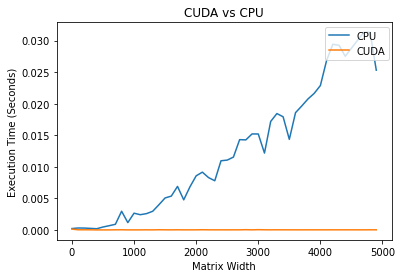 CUDA vs CPU
CPU
CUDA
Execution Time (Seconds)
0.030
0.025
0.020
0.015
0.010
0.005
0.000
0
1000
2000
3000
4000
5000
Matrix Width